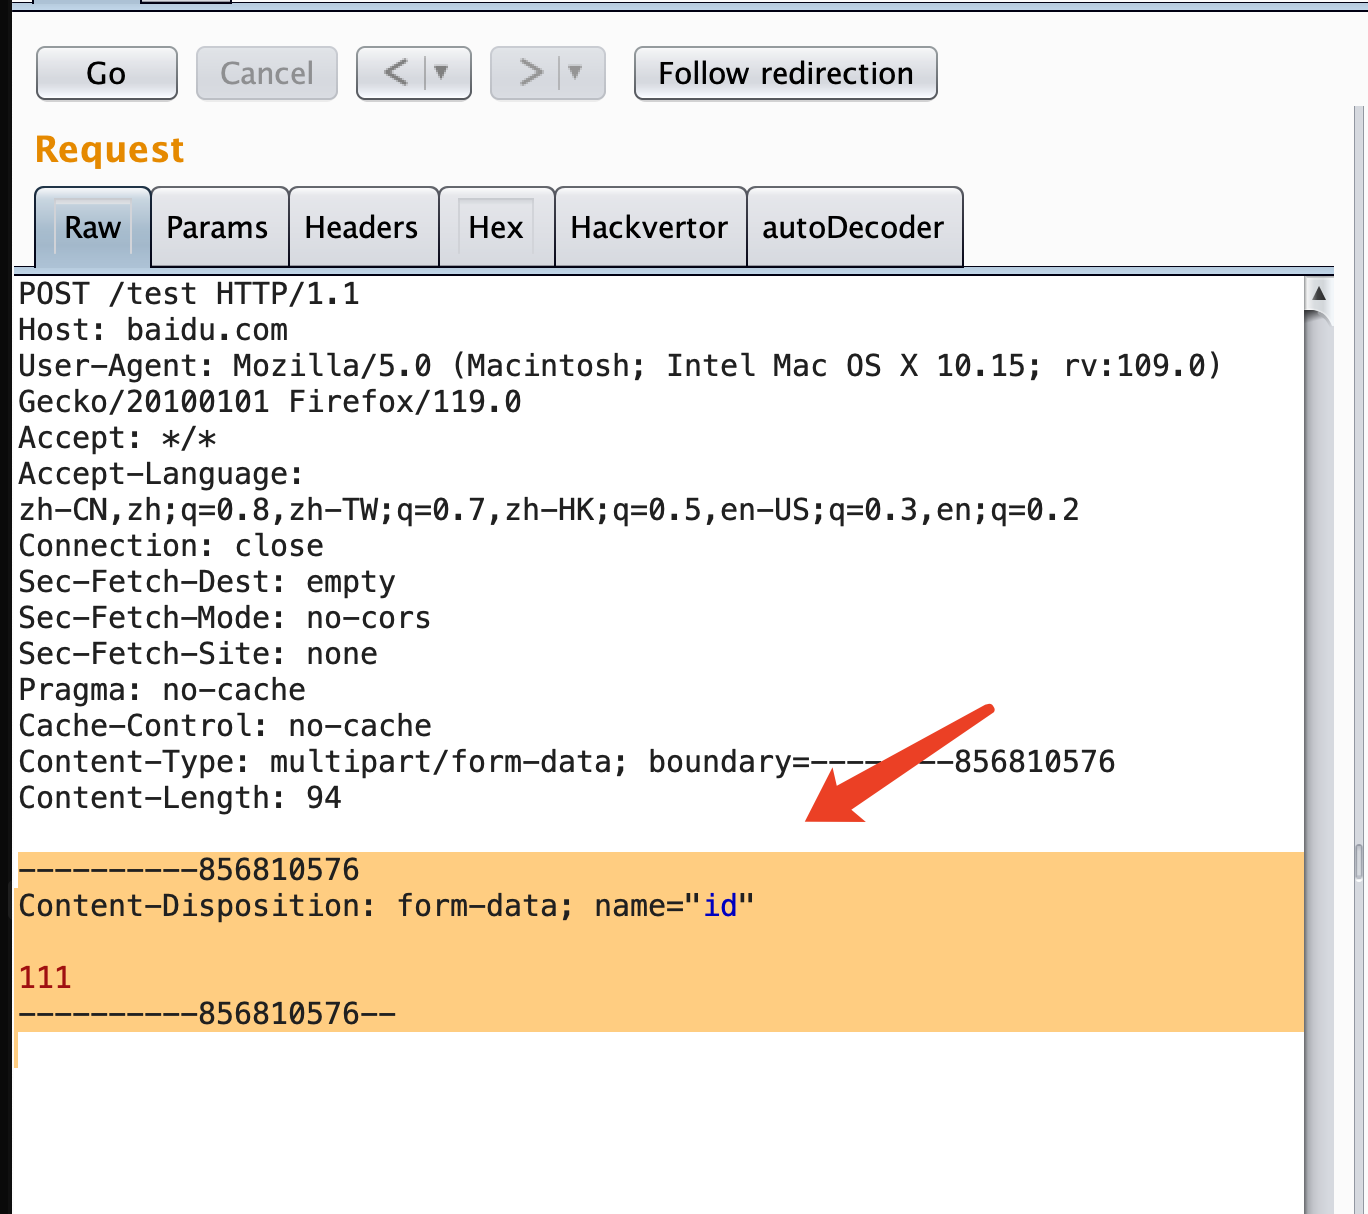 Go
Cancel
<
>
Follow redirection
Request
Raw
Params
Headers
Hex
Hackvertor
autoDecoder
POST /test HTTP/1.1
Host: baidu.com
User-Agent: Mozilla/5.0 (Macintosh; Intel Mac OS X 10.15; rv:109.0)
Gecko/20100101 Firefox/119.0
Accept: */*
Accept-Language:
zh-CN,zh;q=0.8,zh-TW;q=0.7,zh-HK;q=0.5,en-US;q=0.3,en;q=0.2
Connection: close
Sec-Fetch-Dest: empty
Sec-Fetch-Mode: no-cors
Sec-Fetch-Site: none
Pragma: no-cache
Cache-Control: no-cache
Content-Type: multipart/form-data; boundary=--------856810576
Content-Length: 94

----------856810576
Content-Disposition: form-data; name="id"

111
----------856810576--